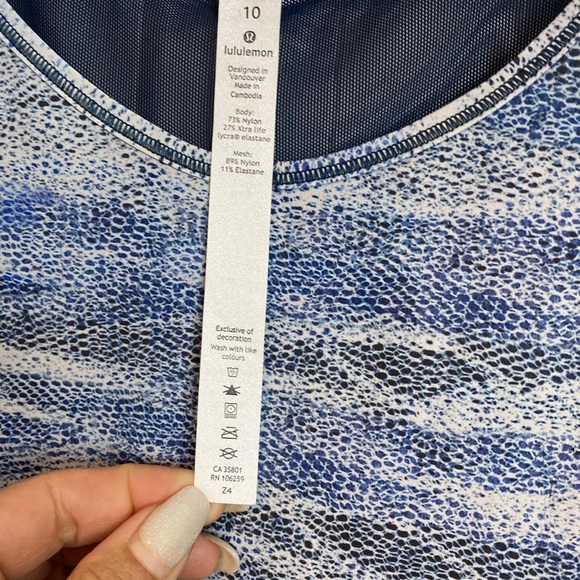 10
lululemon
Designed in
Vancouver
Made in
Cambodia
Body:
73% Nylon
27% Xtra life
lycra® elastane
Mesh:
89% Nylon
11% Elastane
Exclusive of
decoration
Wash with like
colours
CA 35801
RN 106259
Z4